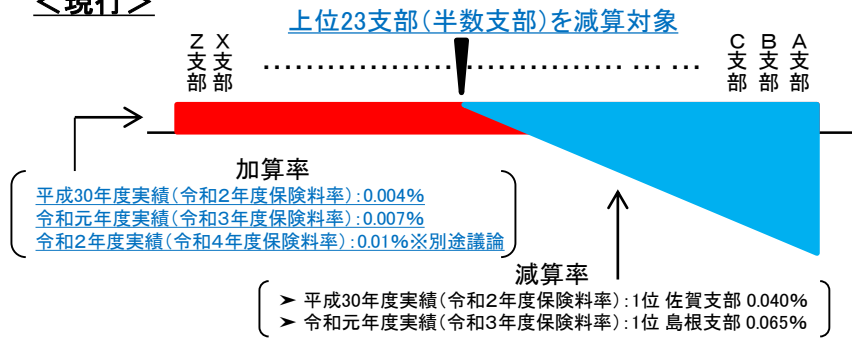 ＜現行＞
上位23支部(半数支部)を減算対象
Z支部
X支部
C支部
B支部
A支部
加算率
平成30年度実績(令和2年度保険料率):0.004%
令和元年度実績(令和3年度保険料率):0.007%
令和2年度実績(令和4年度保険料率):0.01%※別途議論
減算率
➤ 平成30年度実績(令和2年度保険料率):1位 佐賀支部 0.040%
➤ 令和元年度実績(令和3年度保険料率):1位 島根支部 0.065%